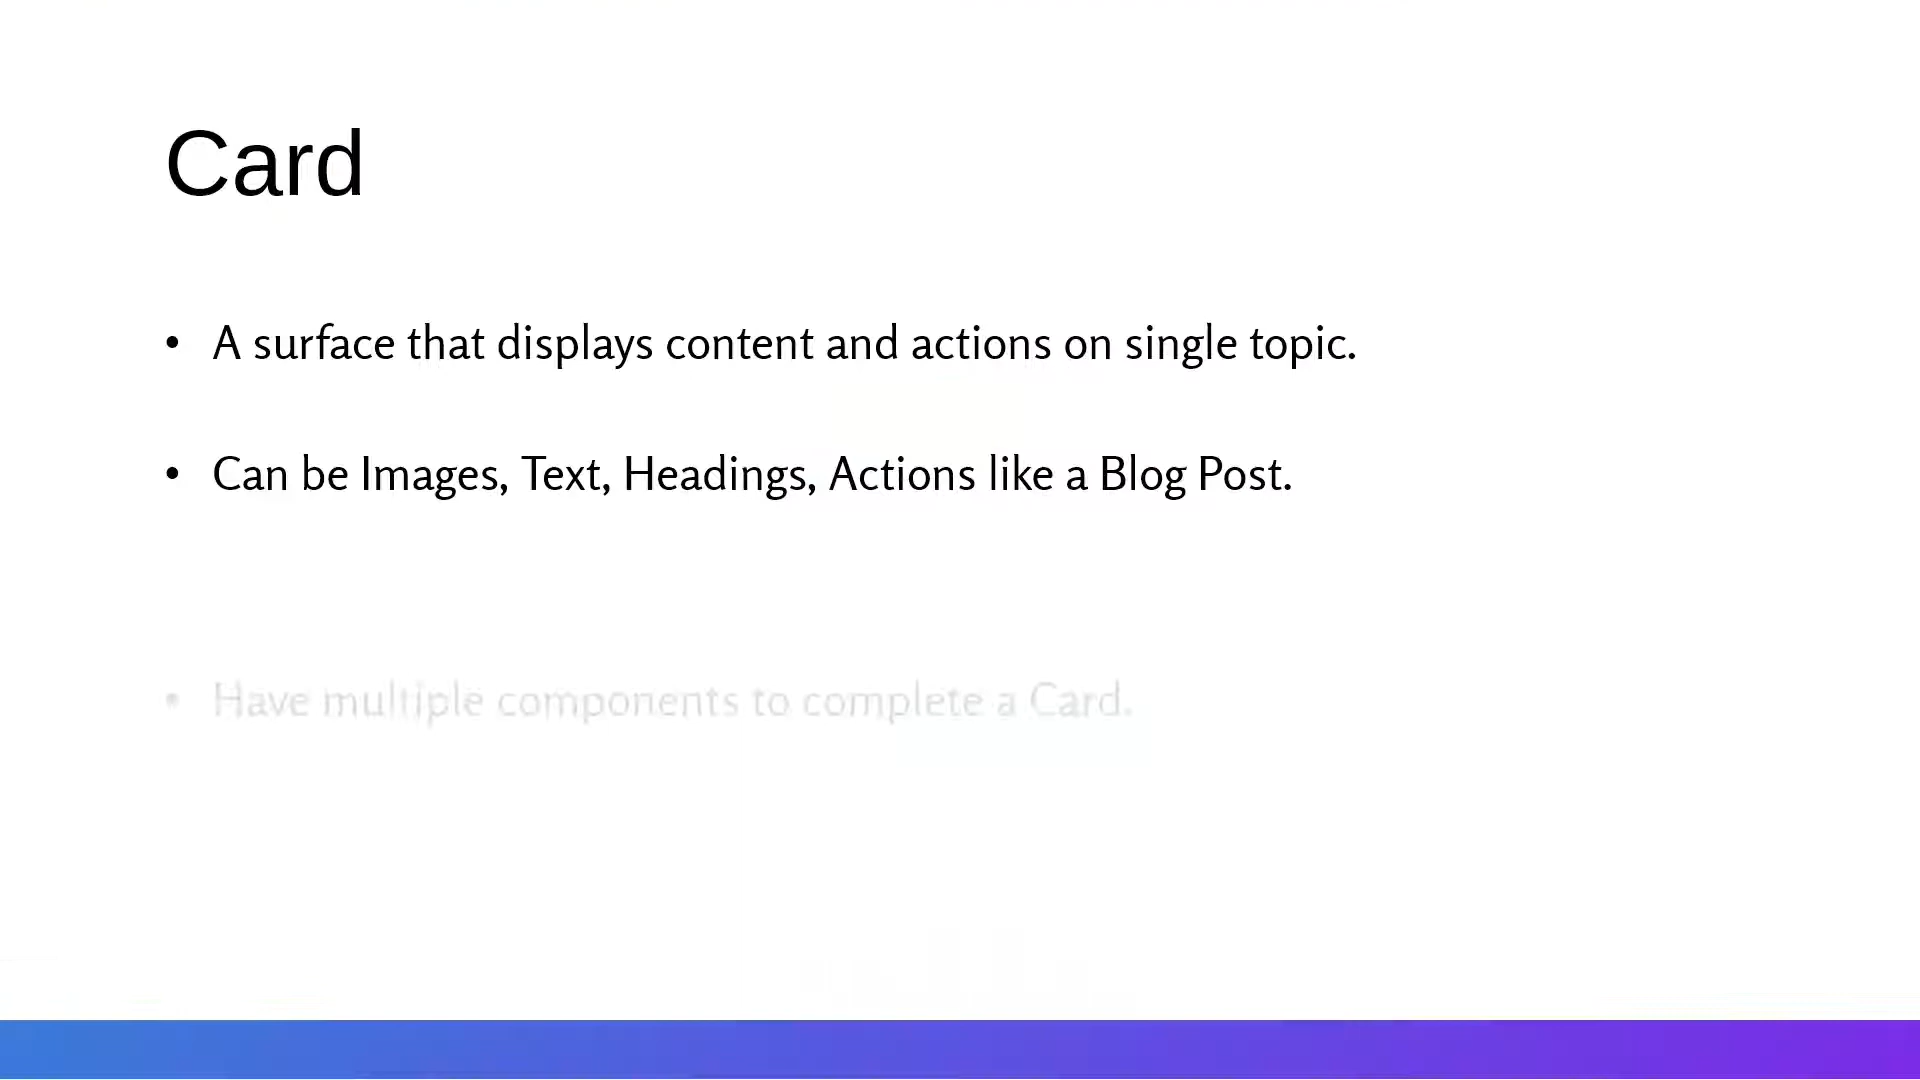 Card
• A surface that displays content and actions on single topic.
• Can be Images, Text, Headings, Actions like a Blog Post.
• Have multiple components to complete a Card.